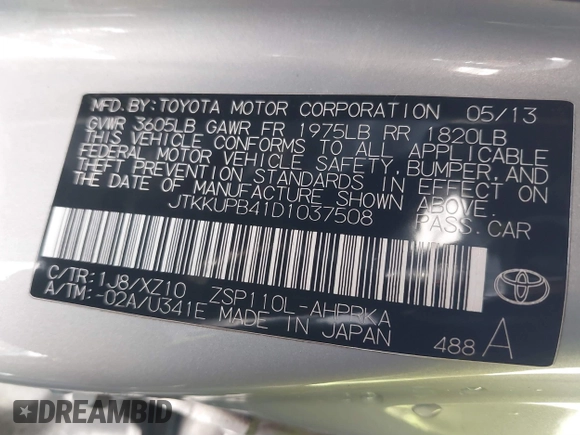 MFD.BY:TOYOTA MOTOR CORPORATION 05/13
GVWR 3605LB GAWR FR 1975LB RR 1820LB
THIS VEHICLE CONFORMS TO ALL APPLICABLE
FEDERAL MOTOR VEHICLE SAFETY, BUMPER, AND
THEFT PREVENTION STANDARDS IN EFFECT ON
THE DATE OF MANUFACTURE SHOWN ABOVE.
JTKKUPB41D1037508 PASS.CAR
C/TR:1J8/XZ10 ZSP110L-AHPRKA
A/TM:-02A/U341E MADE IN JAPAN
488 A
DREAMBID